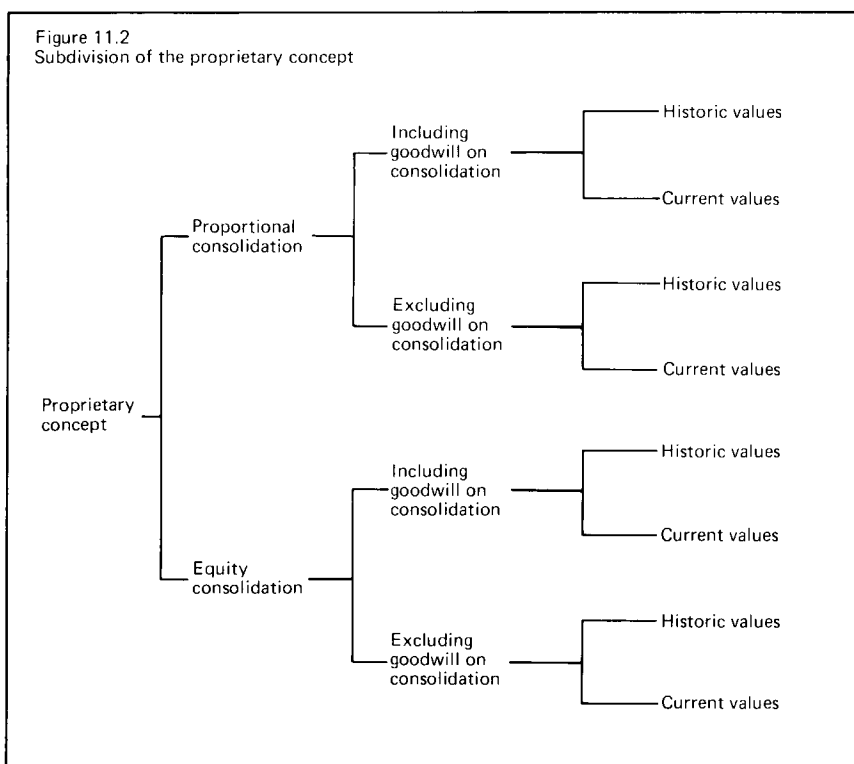 Figure 11.2
Subdivision of the proprietary concept
Historic values
Including
goodwill on
consolidation
Current values
Proportional
consolidation
Historic values
Excluding
goodwill on
consolidation
Current values
Proprietary
concept
Historic values
Including
goodwill on
consolidation
Current values
Equity
consolidation
Historic values
Excluding
goodwill on
consolidation
Current values